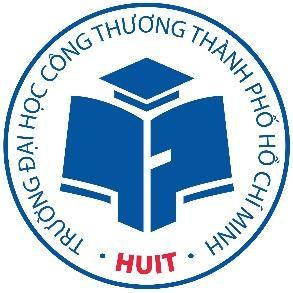 TRƯỜNG ĐẠI HỌC CÔNG THƯƠNG THÀNH PHỐ HỒ CHÍ MINH
HUIT